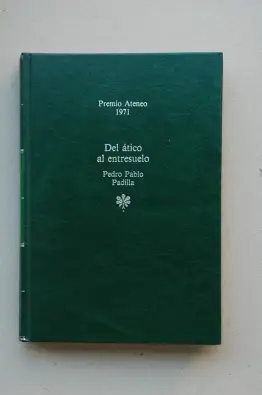 Premio Ateneo
1971
Del ático
al entresuelo
Pedro Pablo
Padilla